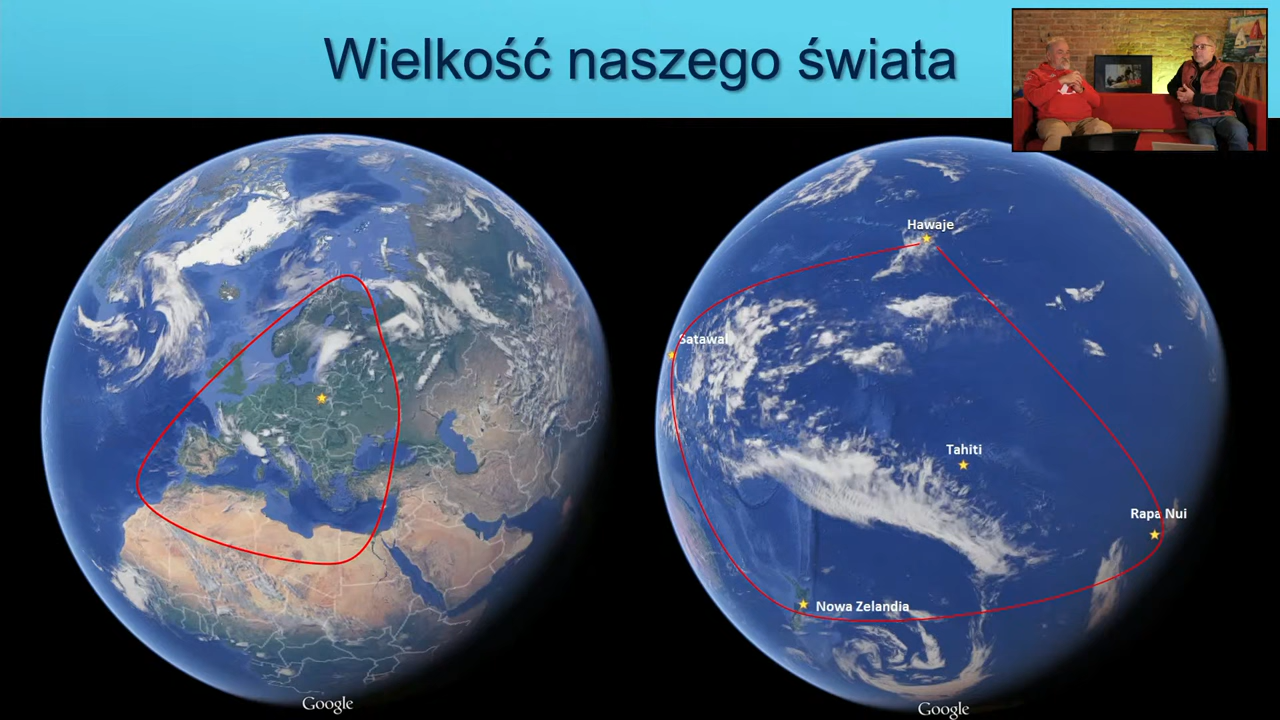 Wielkość naszego świata
Hawaje
Satawal
Tahiti
Rapa Nui
Nowa Zelandia
Google
Google